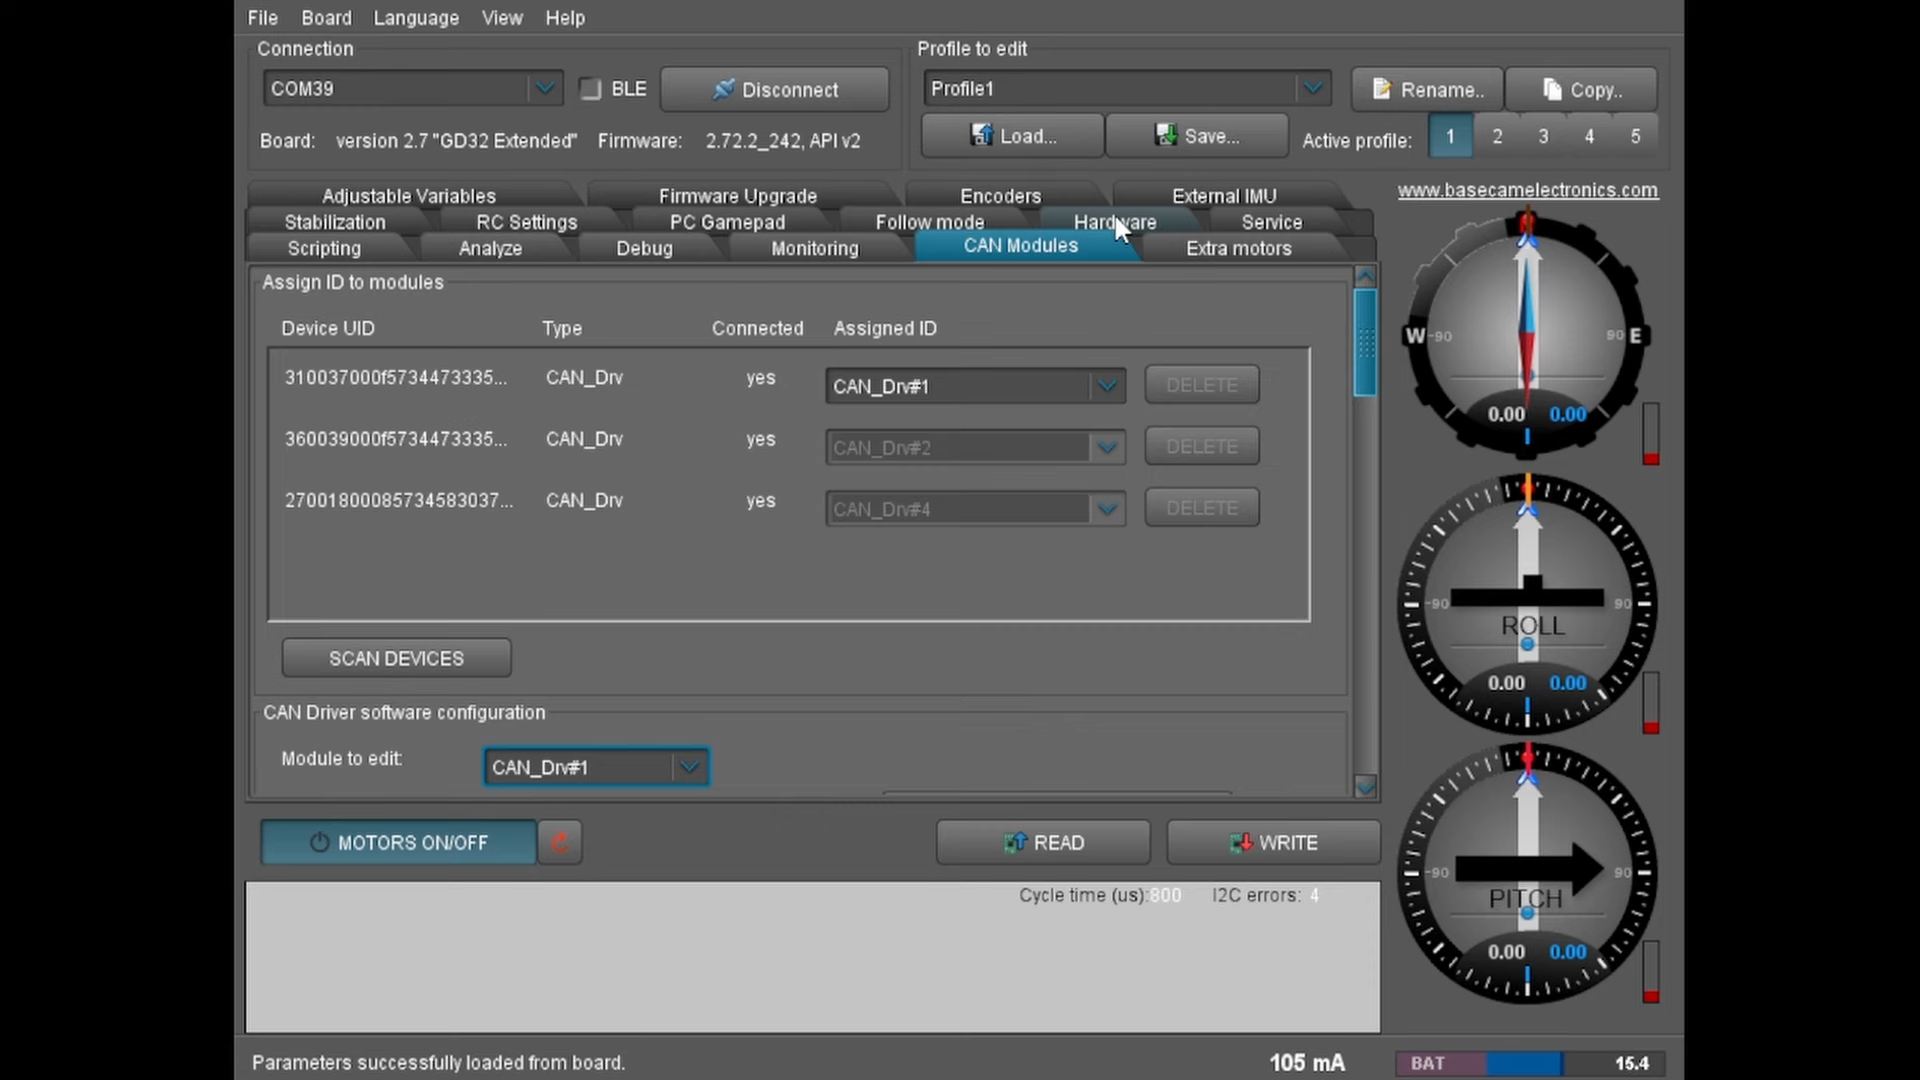 File Board Language View Help
Connection
COM39 BLE Disconnect
Board: version 2.7 "GD32 Extended" Firmware: 2.72.2_242, API v2
Profile to edit
Profile1 Rename.. Copy..
Load... Save... Active profile: 1 2 3 4 5
Adjustable Variables Firmware Upgrade Encoders External IMU
Stabilization RC Settings PC Gamepad Follow mode Hardware Service
Scripting Analyze Debug Monitoring CAN Modules Extra motors
www.basecamelectronics.com
Assign ID to modules
Device UID Type Connected Assigned ID
310037000f5734473335... CAN_Drv yes CAN_Drv#1 DELETE
360039000f5734473335... CAN_Drv yes CAN_Drv#2 DELETE
27001800085734583037... CAN_Drv yes CAN_Drv#4 DELETE
SCAN DEVICES
CAN Driver software configuration
Module to edit: CAN_Drv#1
MOTORS ON/OFF READ WRITE
Cycle time (us):800 I2C errors: 4
Parameters successfully loaded from board. 105 mA BAT 15.4
W -90 90 E
0.00 0.00
-90 90
ROLL
0.00 0.00
-90 90
PITCH
0.00 0.00